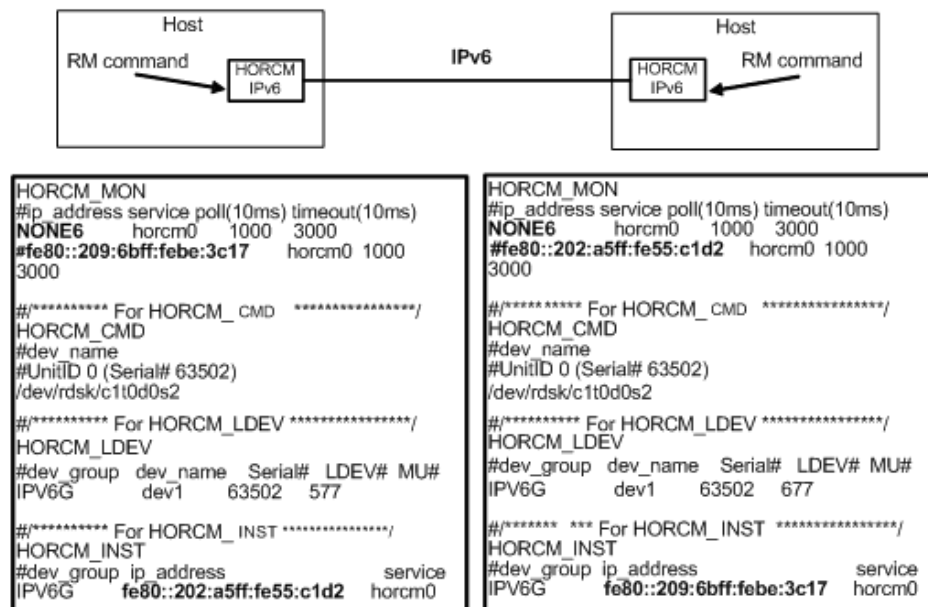 Host
RM command
HORCM
IPv6
IPv6
Host
HORCM
IPv6
RM command
HORCM_MON
#ip_address service poll(10ms) timeout(10ms)
NONE6 horcm0 1000 3000
#fe80::209:6bff:febe:3c17 horcm0 1000
3000
#/********** For HORCM_ CMD ****************/
HORCM_CMD
#dev_name
#UnitID 0 (Serial# 63502)
/dev/rdsk/c1t0d0s2
#/********** For HORCM_LDEV ****************/
HORCM_LDEV
#dev_group dev_name Serial# LDEV# MU#
IPV6G dev1 63502 577
#/********** For HORCM_ INST ****************/
HORCM_INST
#dev_group ip_address service
IPV6G fe80::202:a5ff:fe55:c1d2 horcm0
HORCM_MON
#ip_address service poll(10ms) timeout(10ms)
NONE6 horcm0 1000 3000
#fe80::202:a5ff:fe55:c1d2 horcm0 1000
3000
#/********** For HORCM_ CMD ****************/
HORCM_CMD
#dev_name
#UnitID 0 (Serial# 63502)
/dev/rdsk/c1t0d0s2
#/********** For HORCM_LDEV ****************/
HORCM_LDEV
#dev_group dev_name Serial# LDEV# MU#
IPV6G dev1 63502 677
#/******* *** For HORCM_INST ****************/
HORCM_INST
#dev_group ip_address service
IPV6G fe80::209:6bff:febe:3c17 horcm0